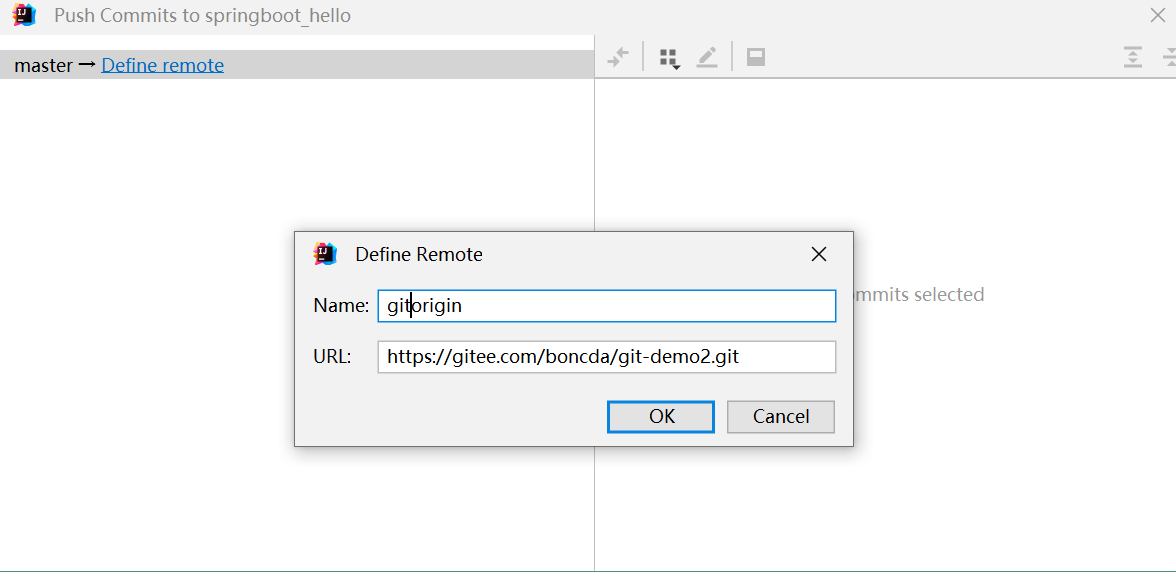 Push Commits to springboot_hello
master → Define remote
Define Remote
Name: gitorigin
mmits selected
URL: https://gitee.com/boncda/git-demo2.git
OK Cancel